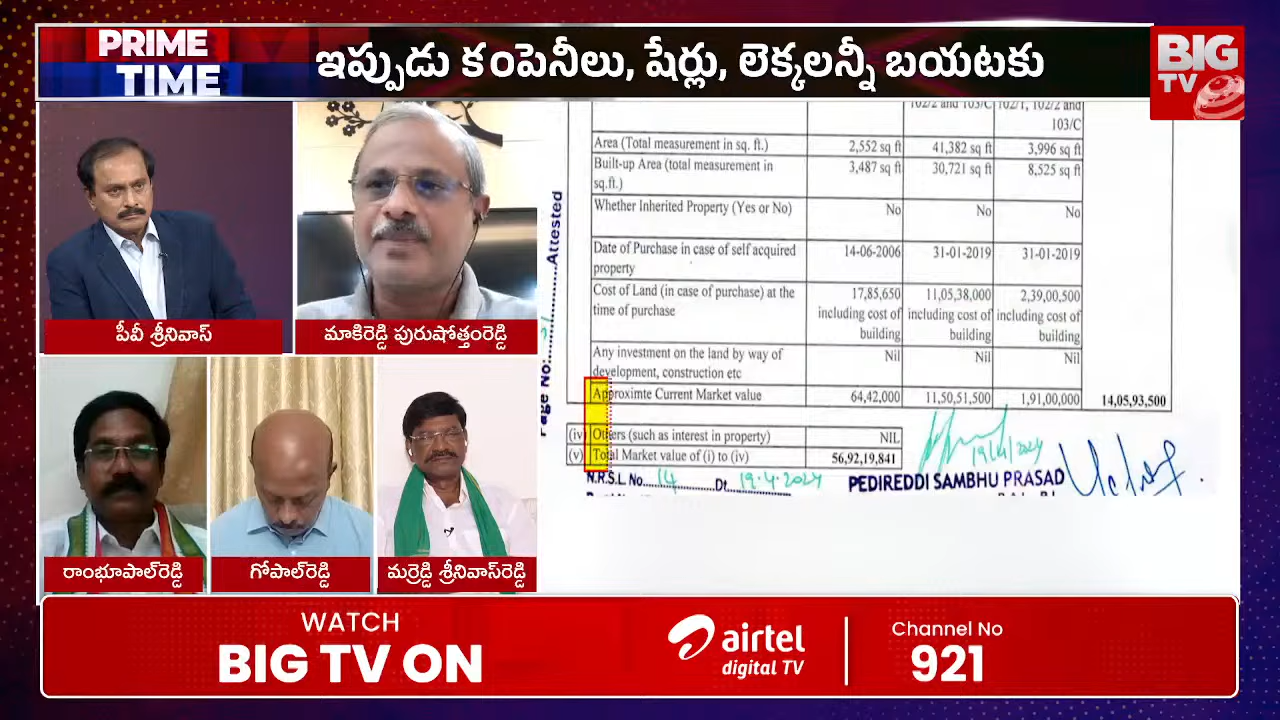 PRIME
TIME
ఇప్పుడు కంపెనీలు, షేర్లు, లెక్కలన్నీ బయటకు
BIG
TV
పీవీ శ్రీనివాస్
మాకిరెడ్డి పురుషోత్తంరెడ్డి
రాంభూపాల్‌రెడ్డి
గోపాల్‌రెడ్డి
మర్రెడ్డి శ్రీనివాస్‌రెడ్డి
Page No:..............Attested
102/2 and 103/C 102/1, 102/2 and
103/C
Area (Total measurement in sq. ft.) 2,552 sq ft 41,382 sq ft 3,996 sq ft
Built-up Area (total measurement in sq.ft.) 3,487 sq ft 30,721 sq ft 8,525 sq ft
Whether Inherited Property (Yes or No) No No No
Date of Purchase in case of self acquired property 14-06-2006 31-01-2019 31-01-2019
Cost of Land (in case of purchase) at the time of purchase 17,85,650 including cost of building 11,05,38,000 including cost of building 2,39,00,500 including cost of building
Any investment on the land by way of development, construction etc Nil Nil Nil
Approximte Current Market value 64,42,000 11,50,51,500 1,91,00,000 14,05,93,500
(iv) Others (such as interest in property) NIL
(v) Total Market value of (i) to (iv) 56,92,19,841
19/4/2024
N.R.S.L. No. 14 Dt. 19.4.2024 PEDIREDDI SAMBHU PRASAD
WATCH
BIG TV ON
airtel
digital TV
Channel No
921